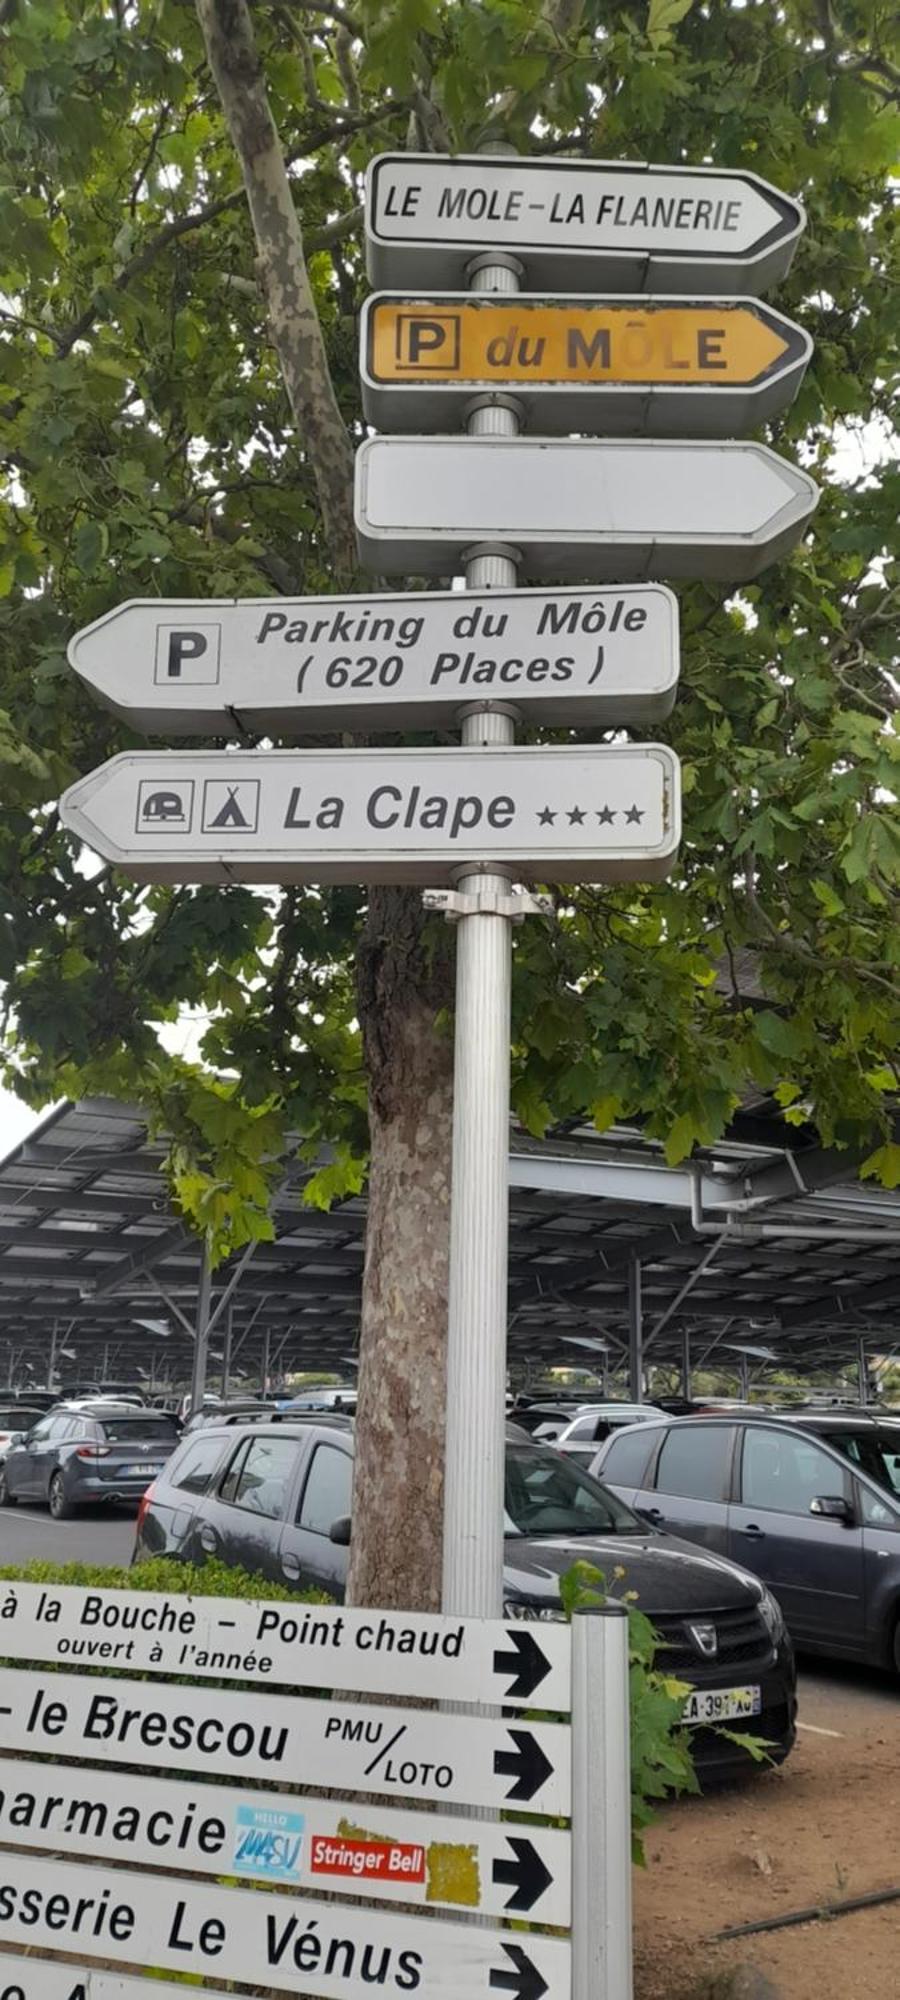 LE MOLE-LA FLANERIE
P du MÔLE
P Parking du Môle
(620 Places)
La Clape ★★★★
à la Bouche - Point chaud
ouvert à l'année
- le Brescou PMU/LOTO
armacie HELLO MASU Stringer Bell
sserie Le Vénus